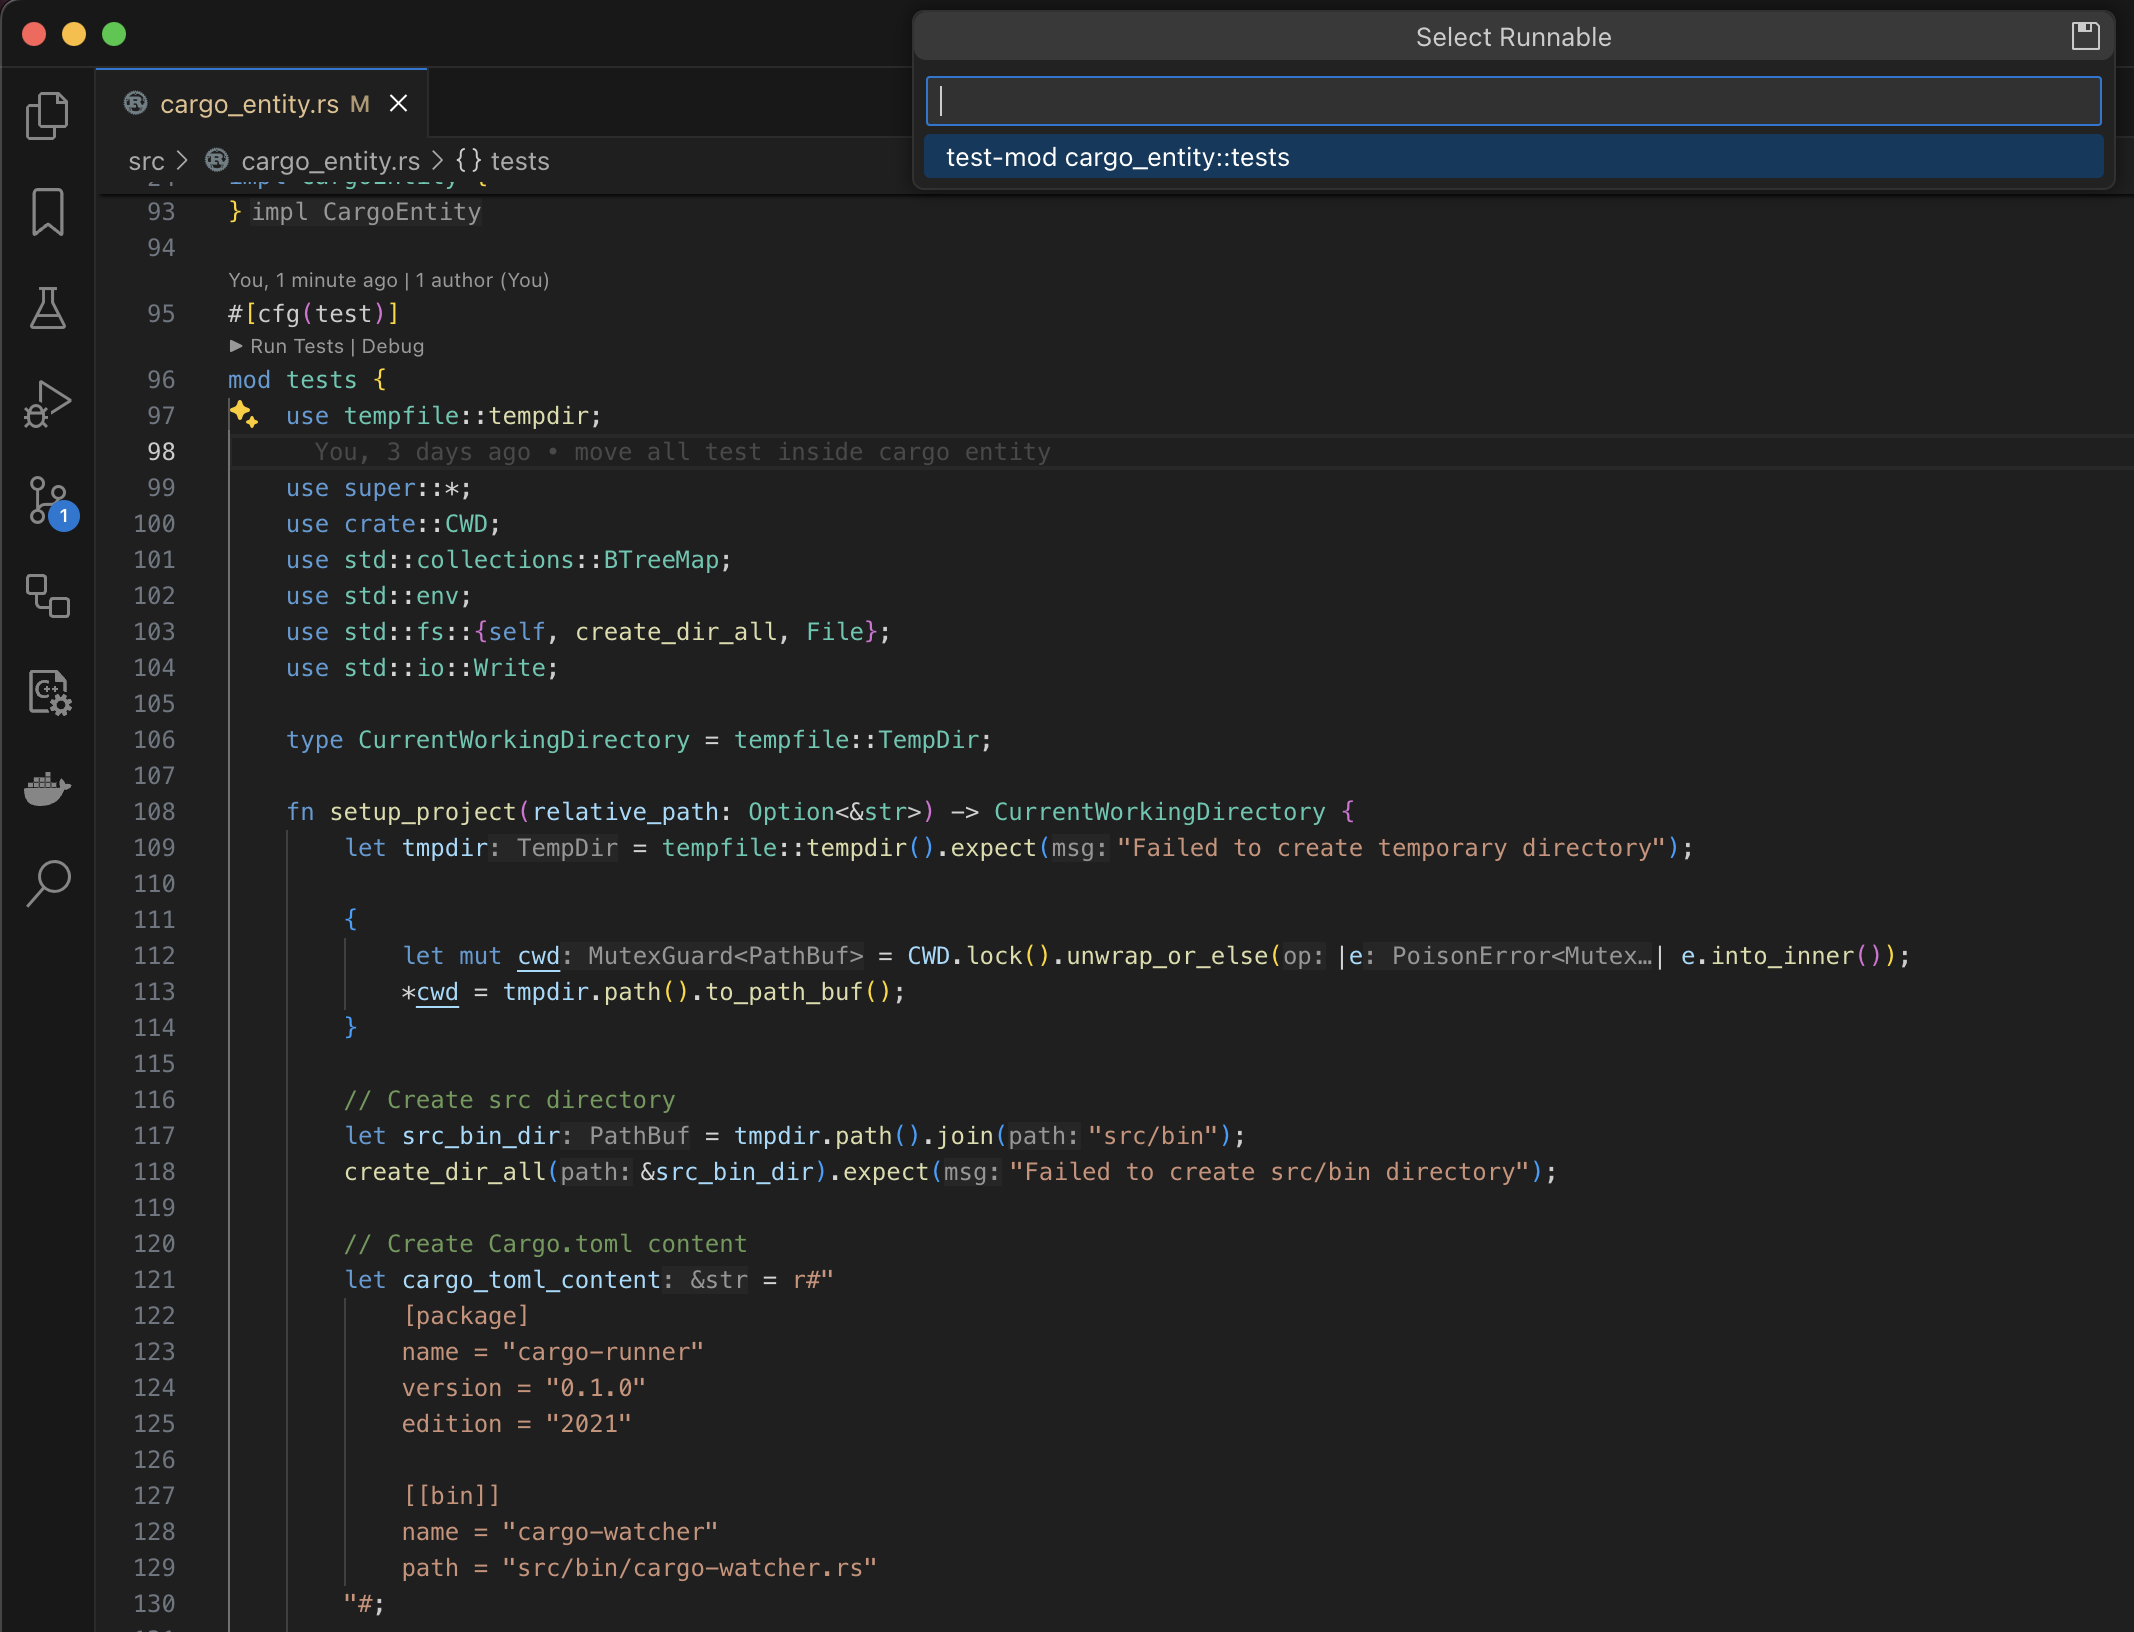 Select Runnable
cargo_entity.rs M
test-mod cargo_entity::tests
src > cargo_entity.rs > {} tests
impl CargoEntity {
93 } impl CargoEntity
94
You, 1 minute ago | 1 author (You)
95 #[cfg(test)]
▶ Run Tests | Debug
96 mod tests {
97 use tempfile::tempdir;
98 You, 3 days ago • move all test inside cargo entity
99 use super::*;
1
100 use crate::CWD;
101 use std::collections::BTreeMap;
102 use std::env;
103 use std::fs::{self, create_dir_all, File};
104 use std::io::Write;
C++
105
106 type CurrentWorkingDirectory = tempfile::TempDir;
107
108 fn setup_project(relative_path: Option<&str>) -> CurrentWorkingDirectory {
109 let tmpdir: TempDir = tempfile::tempdir().expect(msg: "Failed to create temporary directory");
110
111 {
112 let mut cwd: MutexGuard<PathBuf> = CWD.lock().unwrap_or_else(op: |e: PoisonError<Mutex…| e.into_inner());
113 *cwd = tmpdir.path().to_path_buf();
114 }
115
116 // Create src directory
117 let src_bin_dir: PathBuf = tmpdir.path().join(path: "src/bin");
118 create_dir_all(path: &src_bin_dir).expect(msg: "Failed to create src/bin directory");
119
120 // Create Cargo.toml content
121 let cargo_toml_content: &str = r#"
122 [package]
123 name = "cargo-runner"
124 version = "0.1.0"
125 edition = "2021"
126
127 [[bin]]
128 name = "cargo-watcher"
129 path = "src/bin/cargo-watcher.rs"
130 "#;